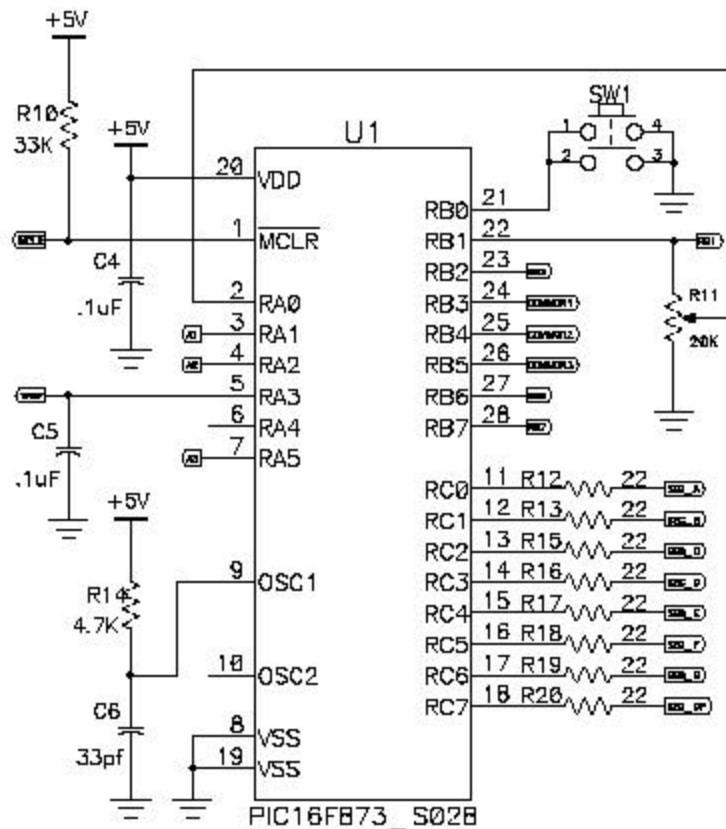 +5V
R10
33K
+5V
C4
.1uF
U1
20 VDD
1 MCLR
2 RA0
3 RA1
4 RA2
5 RA3
6 RA4
7 RA5
C5
.1uF
+5V
R14
4.7K
C6
33pf
9 OSC1
10 OSC2
8 VSS
19 VSS
PIC16F873_SO28
SW1
1 4
2 3
RB0 21
RB1 22
RB2 23
RB3 24
RB4 25
RB5 26
RB6 27
RB7 28
R11
20K
RC0 11 R12 22
RC1 12 R13 22
RC2 13 R15 22
RC3 14 R16 22
RC4 15 R17 22
RC5 16 R18 22
RC6 17 R19 22
RC7 18 R20 22